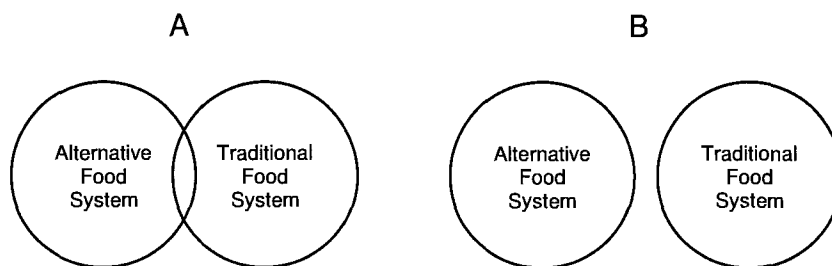 A
B
Alternative
Food
System
Traditional
Food
System
Alternative
Food
System
Traditional
Food
System